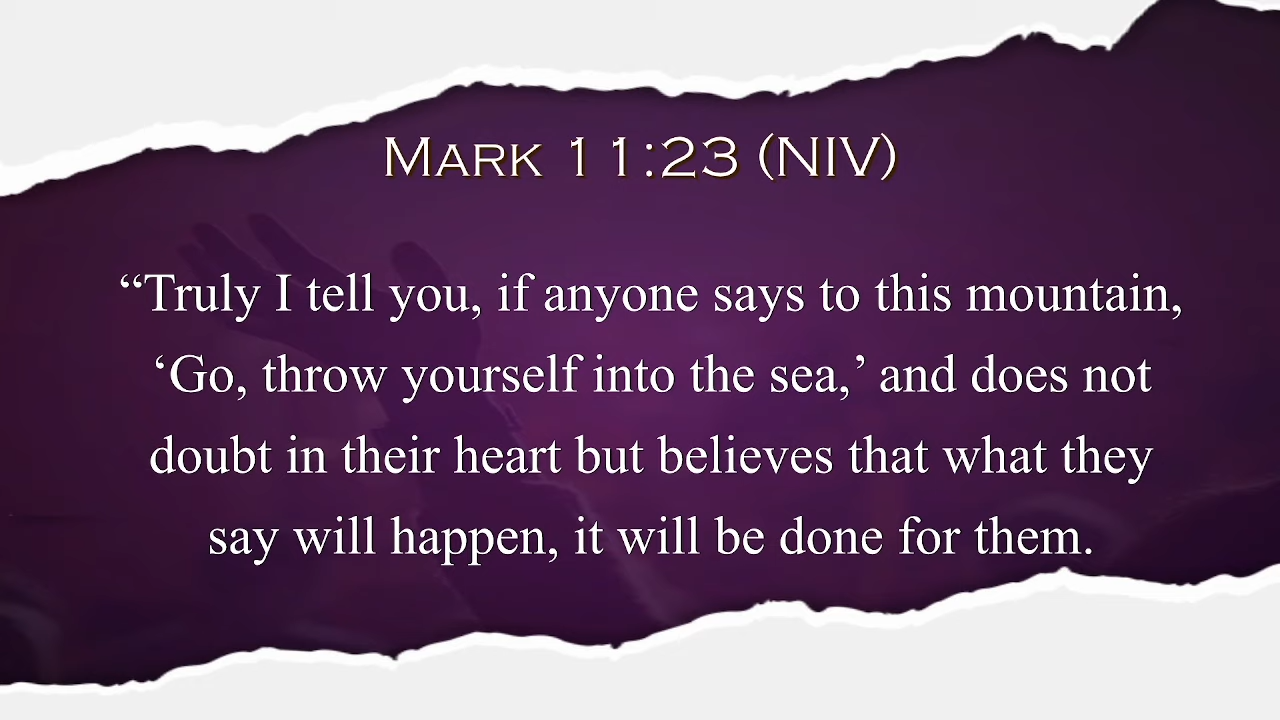 Mark 11:23 (NIV)
“Truly I tell you, if anyone says to this mountain,
‘Go, throw yourself into the sea,’ and does not
doubt in their heart but believes that what they
say will happen, it will be done for them.